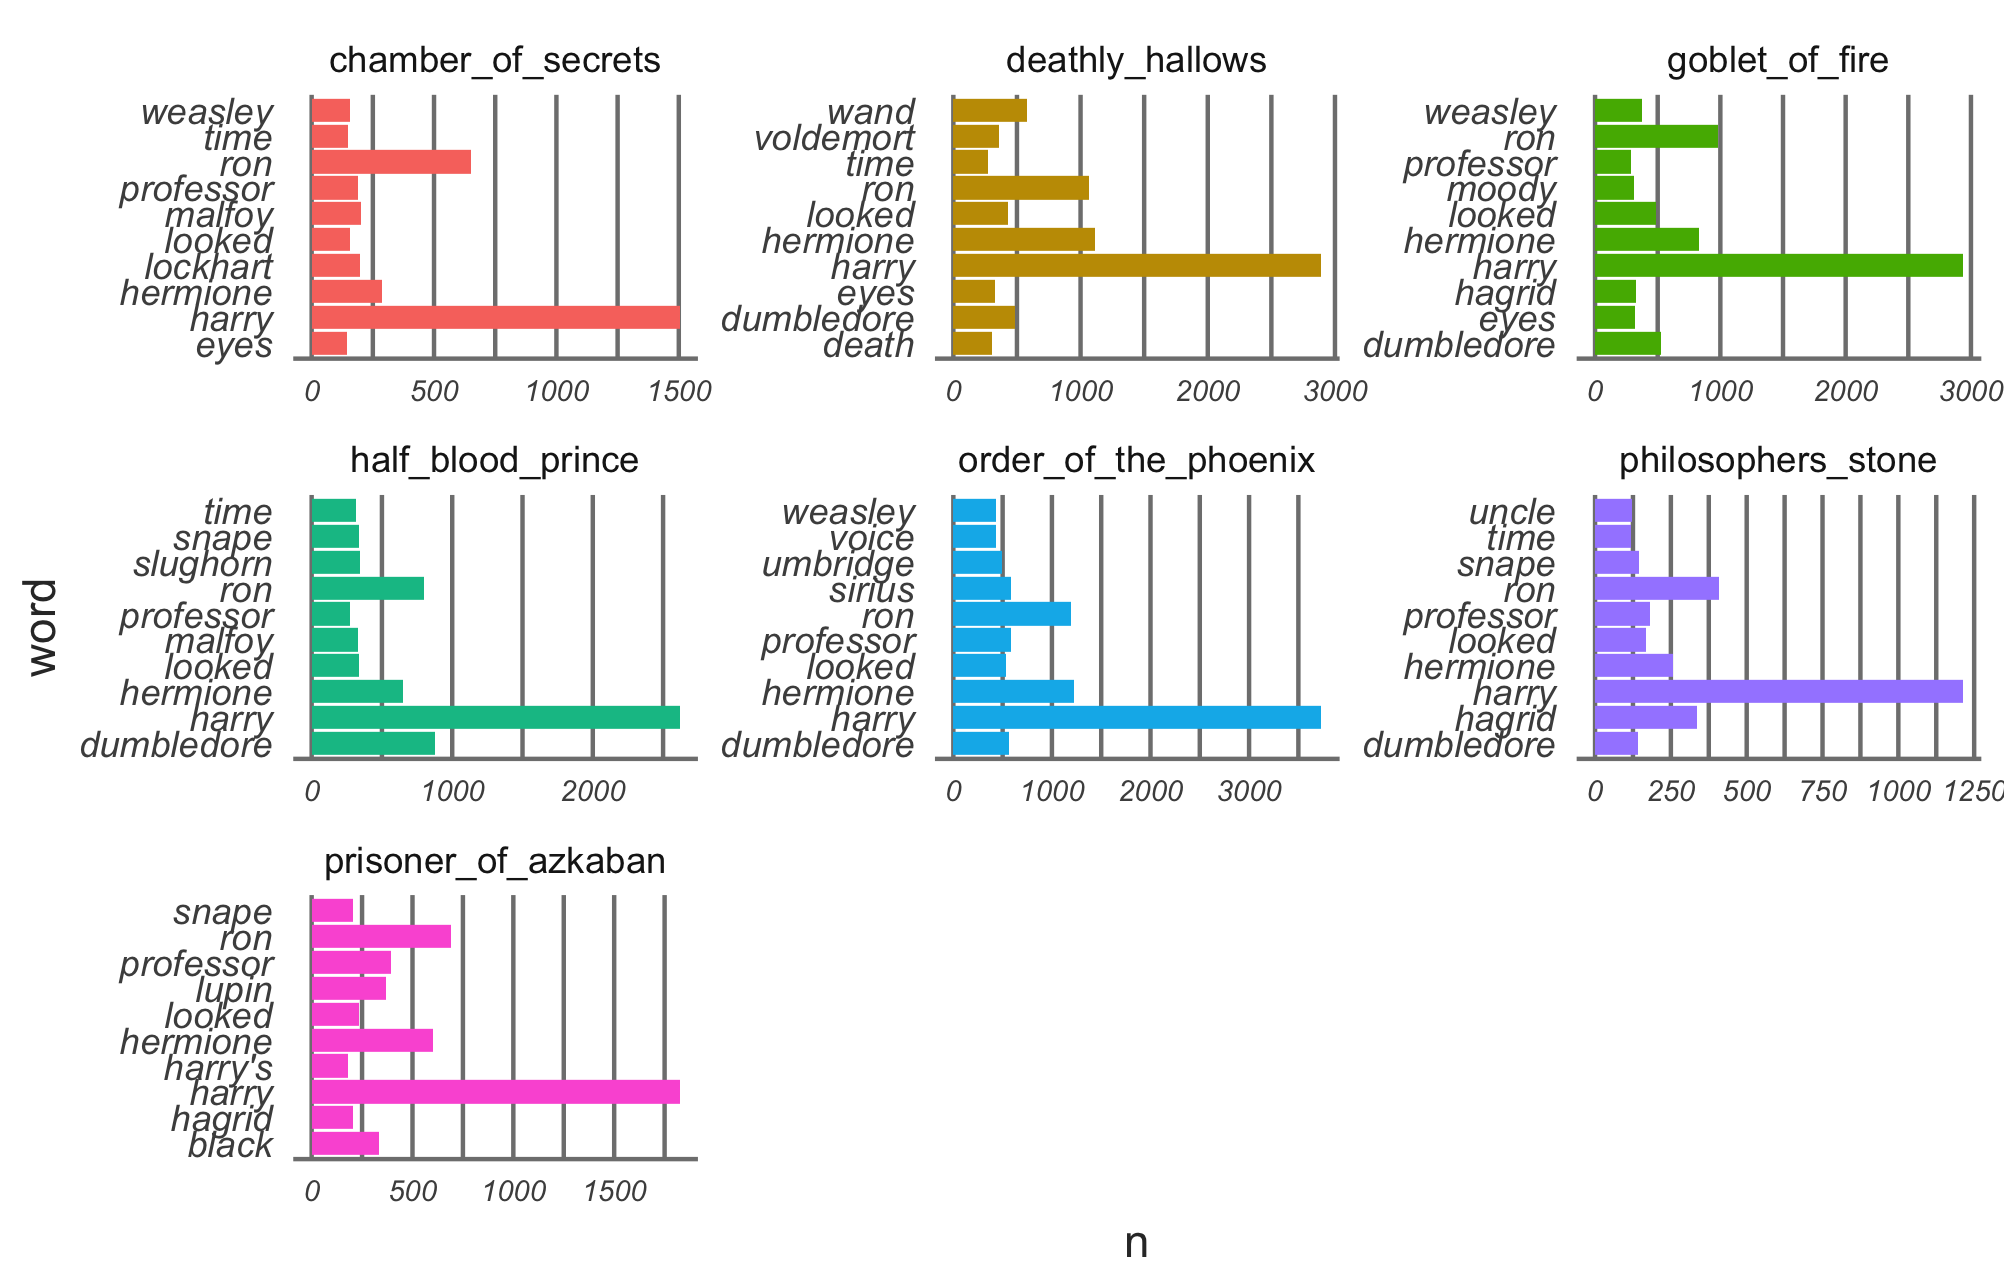 chamber_of_secrets
weasley
time
ron
professor
malfoy
looked
lockhart
hermione
harry
eyes
0 500 1000 1500
deathly_hallows
wand
voldemort
time
ron
looked
hermione
harry
eyes
dumbledore
death
0 1000 2000 3000
goblet_of_fire
weasley
ron
professor
moody
looked
hermione
harry
hagrid
eyes
dumbledore
0 1000 2000 3000
word
half_blood_prince
time
snape
slughorn
ron
professor
malfoy
looked
hermione
harry
dumbledore
0 1000 2000
order_of_the_phoenix
weasley
voice
umbridge
sirius
ron
professor
looked
hermione
harry
dumbledore
0 1000 2000 3000
philosophers_stone
uncle
time
snape
ron
professor
looked
hermione
harry
hagrid
dumbledore
0 250 500 750 1000 1250
prisoner_of_azkaban
snape
ron
professor
lupin
looked
hermione
harry's
harry
hagrid
black
0 500 1000 1500
n